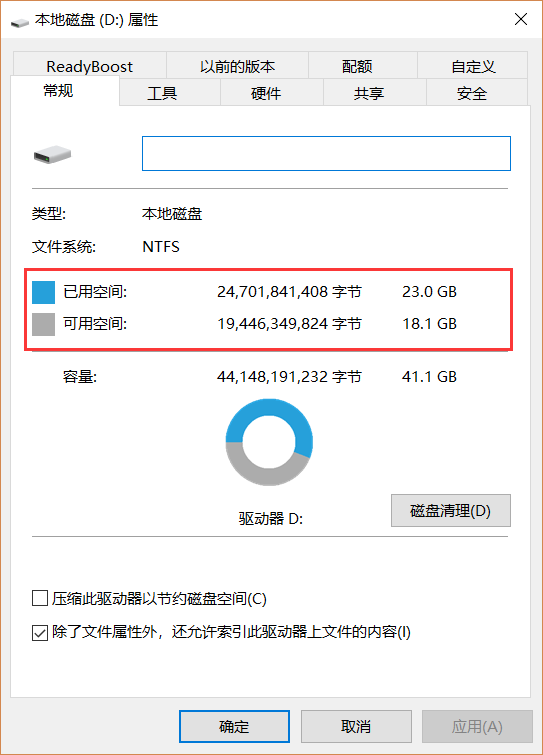 本地磁盘 (D:) 属性
ReadyBoost 以前的版本 配额 自定义
常规 工具 硬件 共享 安全
类型: 本地磁盘
文件系统: NTFS
已用空间: 24,701,841,408 字节 23.0 GB
可用空间: 19,446,349,824 字节 18.1 GB
容量: 44,148,191,232 字节 41.1 GB
驱动器 D: 磁盘清理(D)
压缩此驱动器以节约磁盘空间(C)
除了文件属性外，还允许索引此驱动器上文件的内容(I)
确定 取消 应用(A)